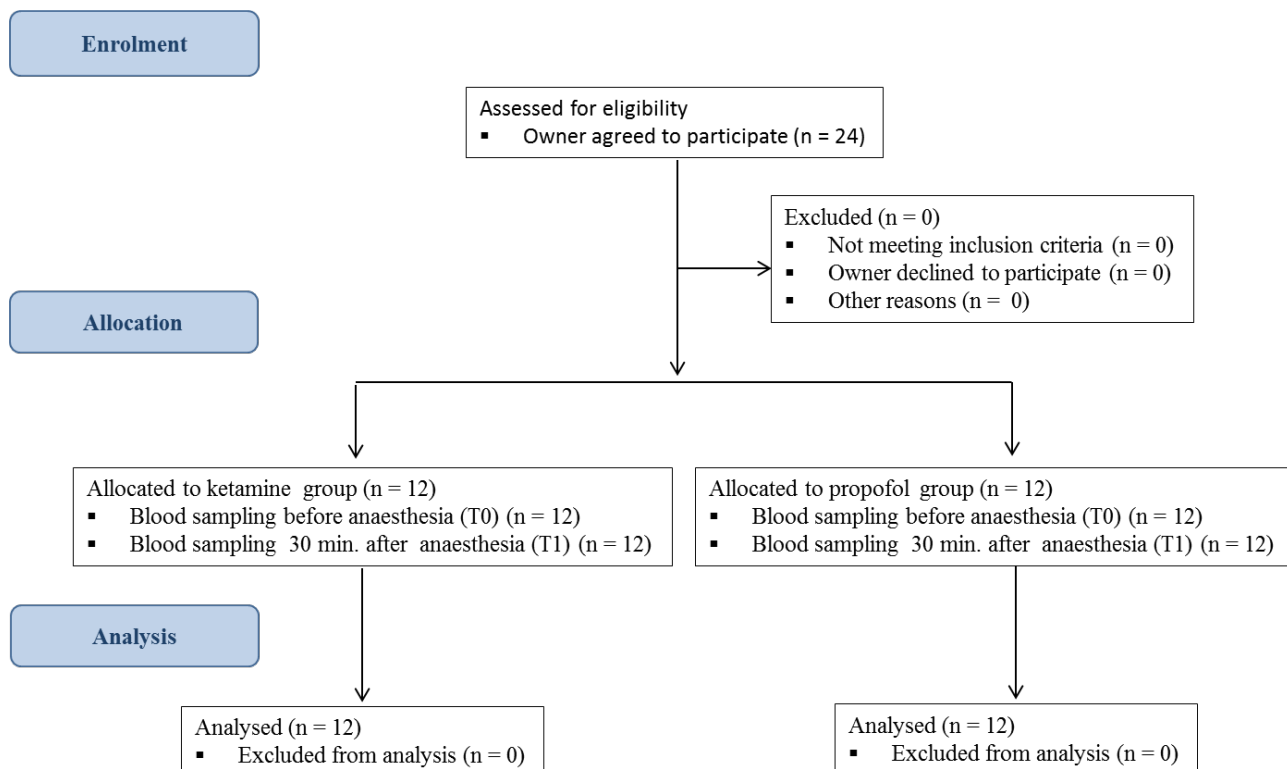 Enrolment
Assessed for eligibility
▪ Owner agreed to participate (n = 24)
Excluded (n = 0)
▪ Not meeting inclusion criteria (n = 0)
▪ Owner declined to participate (n = 0)
▪ Other reasons (n = 0)
Allocation
Allocated to ketamine group (n = 12)
▪ Blood sampling before anaesthesia (T0) (n = 12)
▪ Blood sampling 30 min. after anaesthesia (T1) (n = 12)
Allocated to propofol group (n = 12)
▪ Blood sampling before anaesthesia (T0) (n = 12)
▪ Blood sampling 30 min. after anaesthesia (T1) (n = 12)
Analysis
Analysed (n = 12)
▪ Excluded from analysis (n = 0)
Analysed (n = 12)
▪ Excluded from analysis (n = 0)